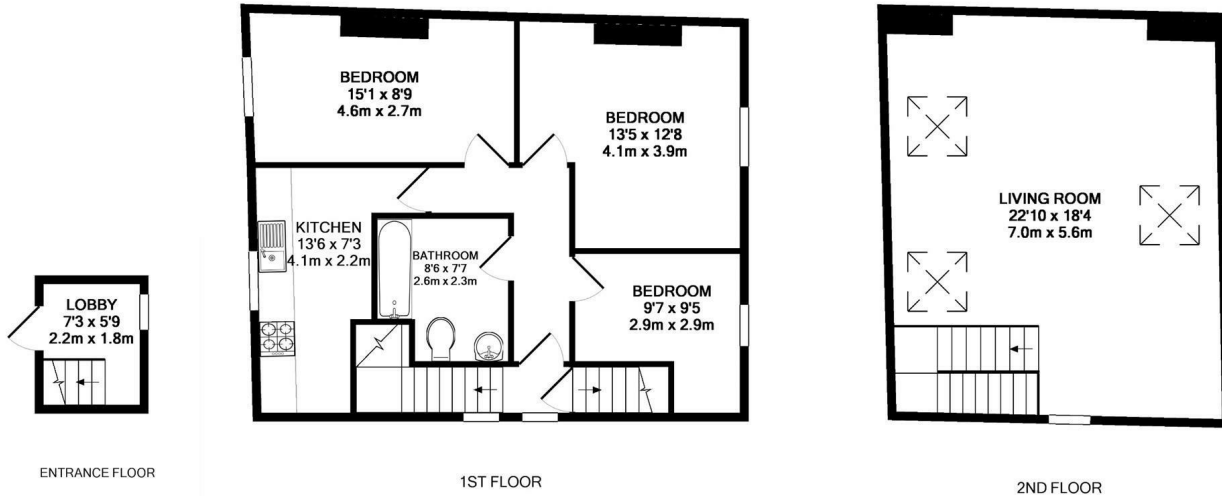 BEDROOM
15'1 x 8'9
4.6m x 2.7m
BEDROOM
13'5 x 12'8
4.1m x 3.9m
KITCHEN
13'6 x 7'3
4.1m x 2.2m
BATHROOM
8'6 x 7'7
2.6m x 2.3m
BEDROOM
9'7 x 9'5
2.9m x 2.9m
LIVING ROOM
22'10 x 18'4
7.0m x 5.6m
LOBBY
7'3 x 5'9
2.2m x 1.8m
ENTRANCE FLOOR
1ST FLOOR
2ND FLOOR